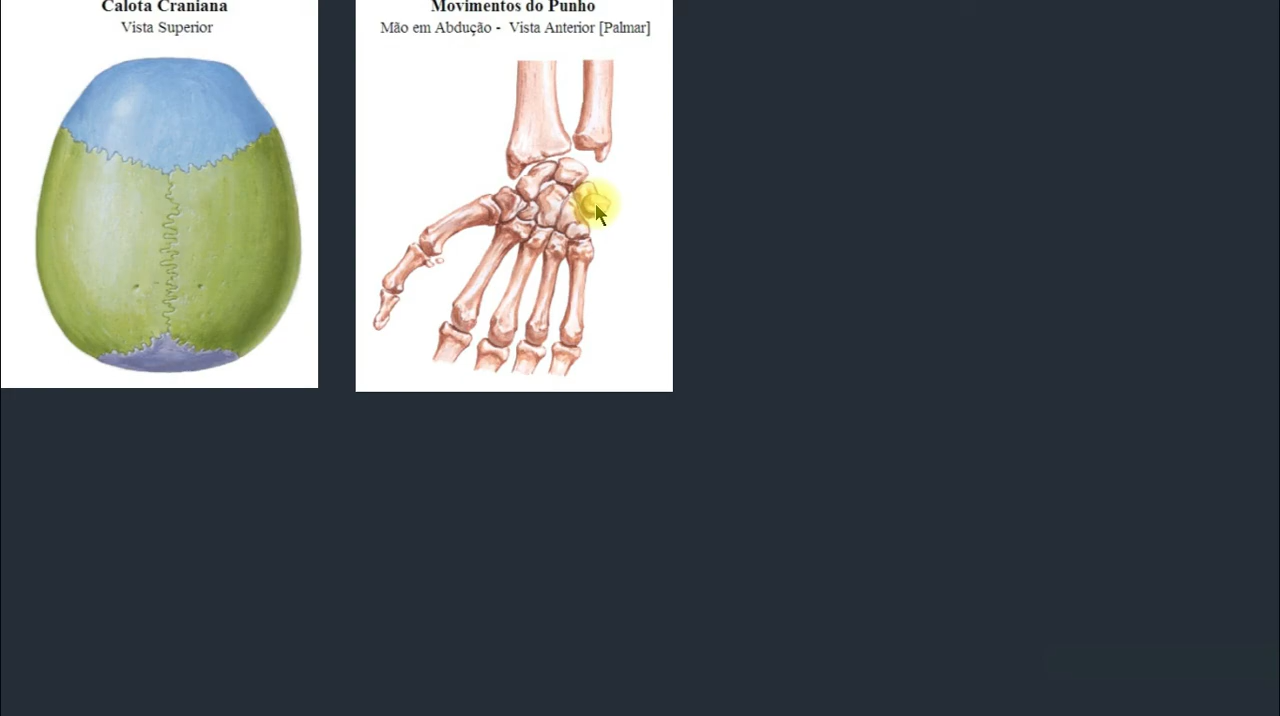 Calota Craniana
Vista Superior
Movimentos do Punho
Mão em Abdução - Vista Anterior [Palmar]